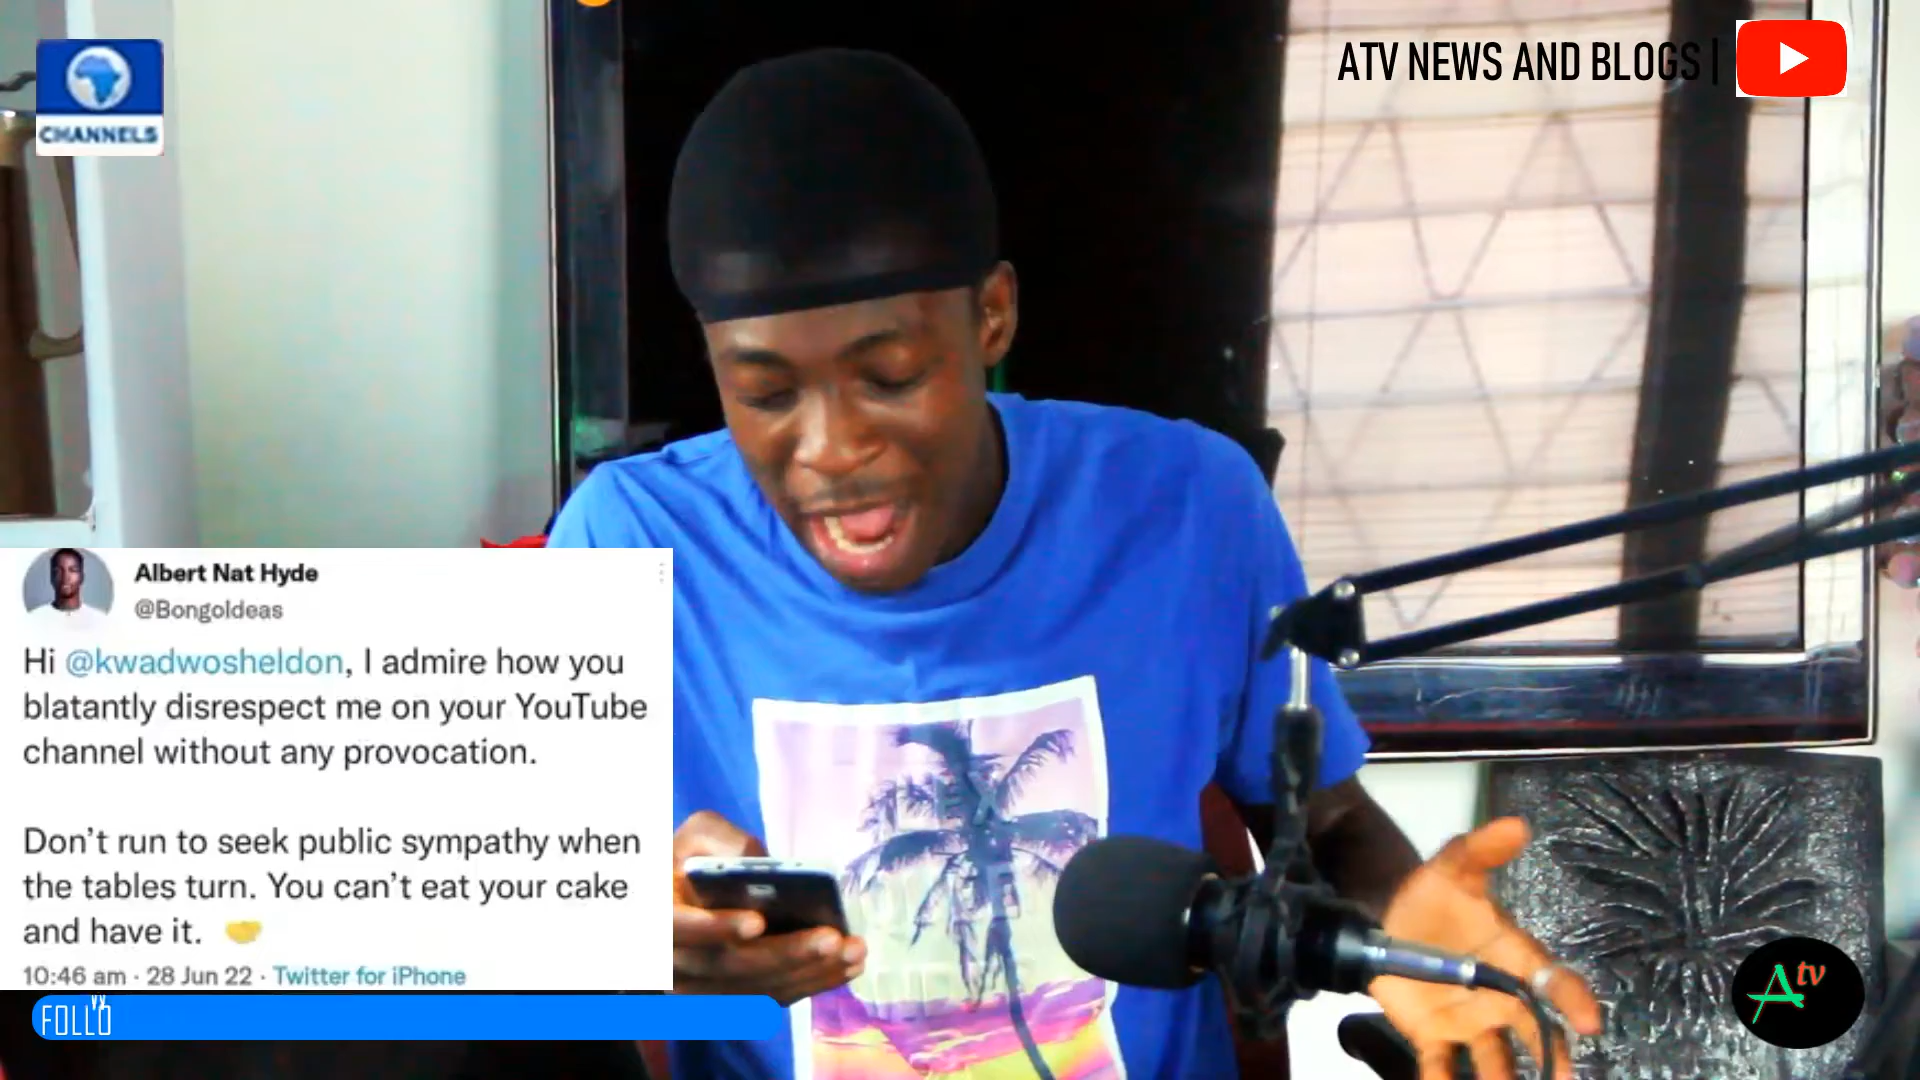 CHANNELS
ATV NEWS AND BLOGS |
Albert Nat Hyde
@BongoIdeas
Hi @kwadwosheldon, I admire how you
blatantly disrespect me on your YouTube
channel without any provocation.
Don't run to seek public sympathy when
the tables turn. You can't eat your cake
and have it.
10:46 am · 28 Jun 22 · Twitter for iPhone
FOLLO
Atv